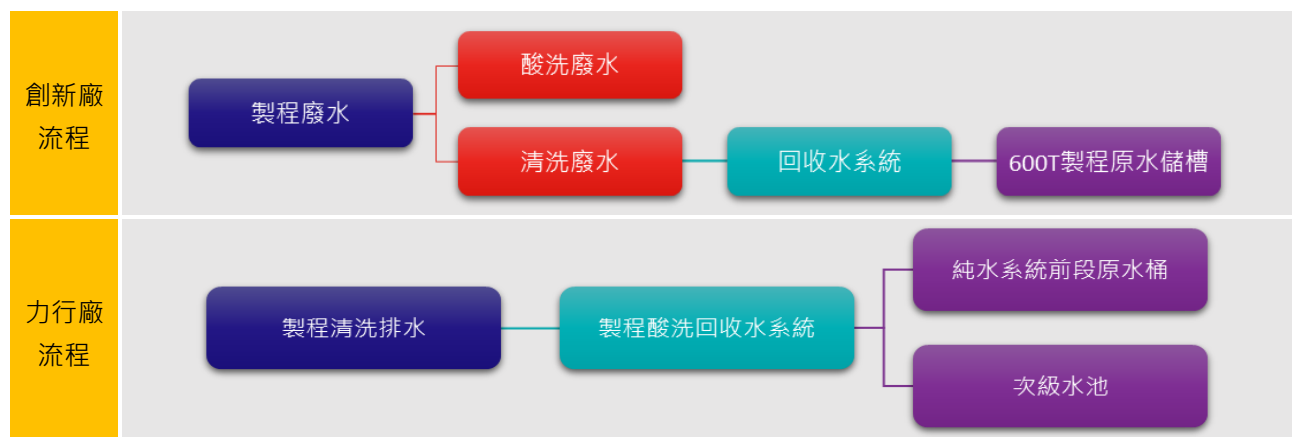 創新廠
流程
製程廢水
酸洗廢水
清洗廢水
回收水系統
600T製程原水儲槽
力行廠
流程
製程清洗排水
製程酸洗回收水系統
純水系統前段原水桶
次級水池